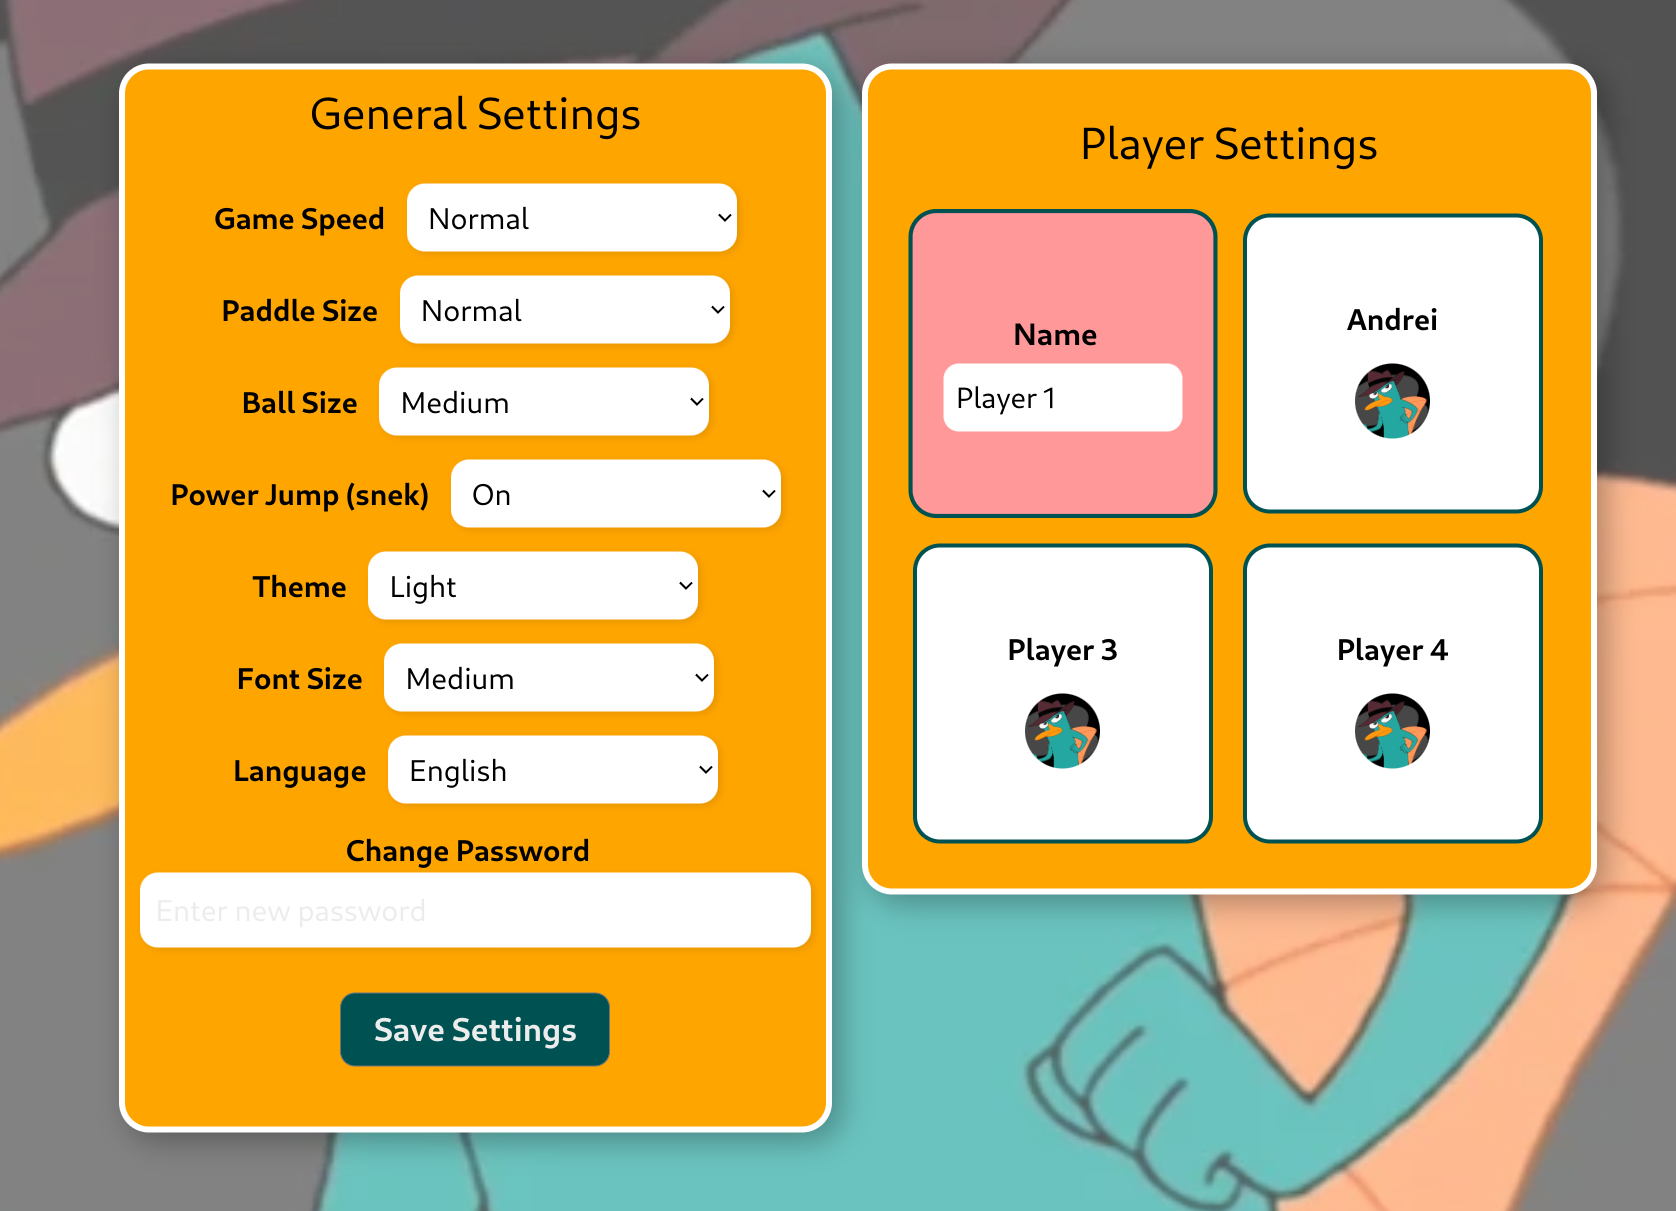 General Settings
Game Speed Normal
Paddle Size Normal
Ball Size Medium
Power Jump (snek) On
Theme Light
Font Size Medium
Language English
Change Password
Enter new password
Save Settings
Player Settings
Name
Player 1
Andrei
Player 3
Player 4